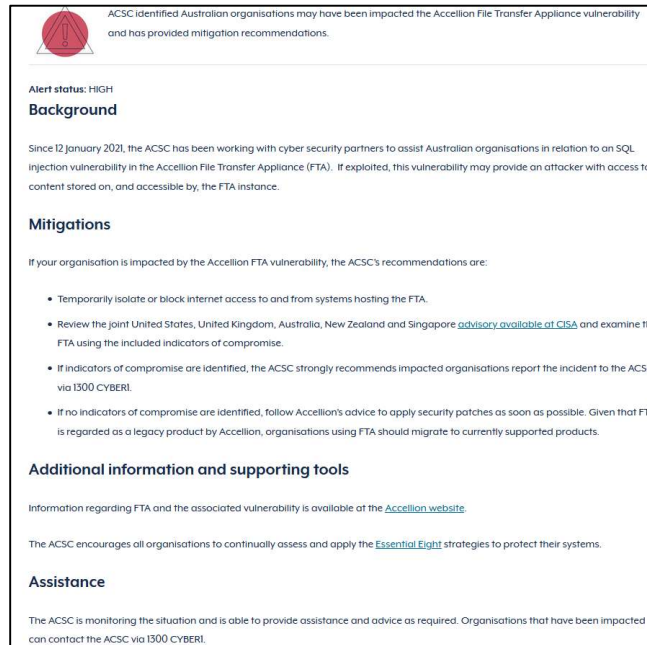 ACSC identified Australian organisations may have been impacted the Accellion File Transfer Appliance vulnerability
and has provided mitigation recommendations.
Alert status: HIGH
Background
Since 12 January 2021, the ACSC has been working with cyber security partners to assist Australian organisations in relation to an SQL
injection vulnerability in the Accellion File Transfer Appliance (FTA). If exploited, this vulnerability may provide an attacker with access to
content stored on, and accessible by, the FTA instance.
Mitigations
If your organisation is impacted by the Accellion FTA vulnerability, the ACSC's recommendations are:
• Temporarily isolate or block internet access to and from systems hosting the FTA.
• Review the joint United States, United Kingdom, Australia, New Zealand and Singapore advisory available at CISA and examine
FTA using the included indicators of compromise.
• If indicators of compromise are identified, the ACSC strongly recommends impacted organisations report the incident to the
via 1300 CYBER1.
• If no indicators of compromise are identified, follow Accellion's advice to apply security patches as soon as possible. Given that
is regarded as a legacy product by Accellion, organisations using FTA should migrate to currently supported products.
Additional information and supporting tools
Information regarding FTA and the associated vulnerability is available at the Accellion website.
The ACSC encourages all organisations to continually assess and apply the Essential Eight strategies to protect their systems.
Assistance
The ACSC is monitoring the situation and is able to provide assistance and advice as required. Organisations that have been impacted
can contact the ACSC via 1300 CYBER1.